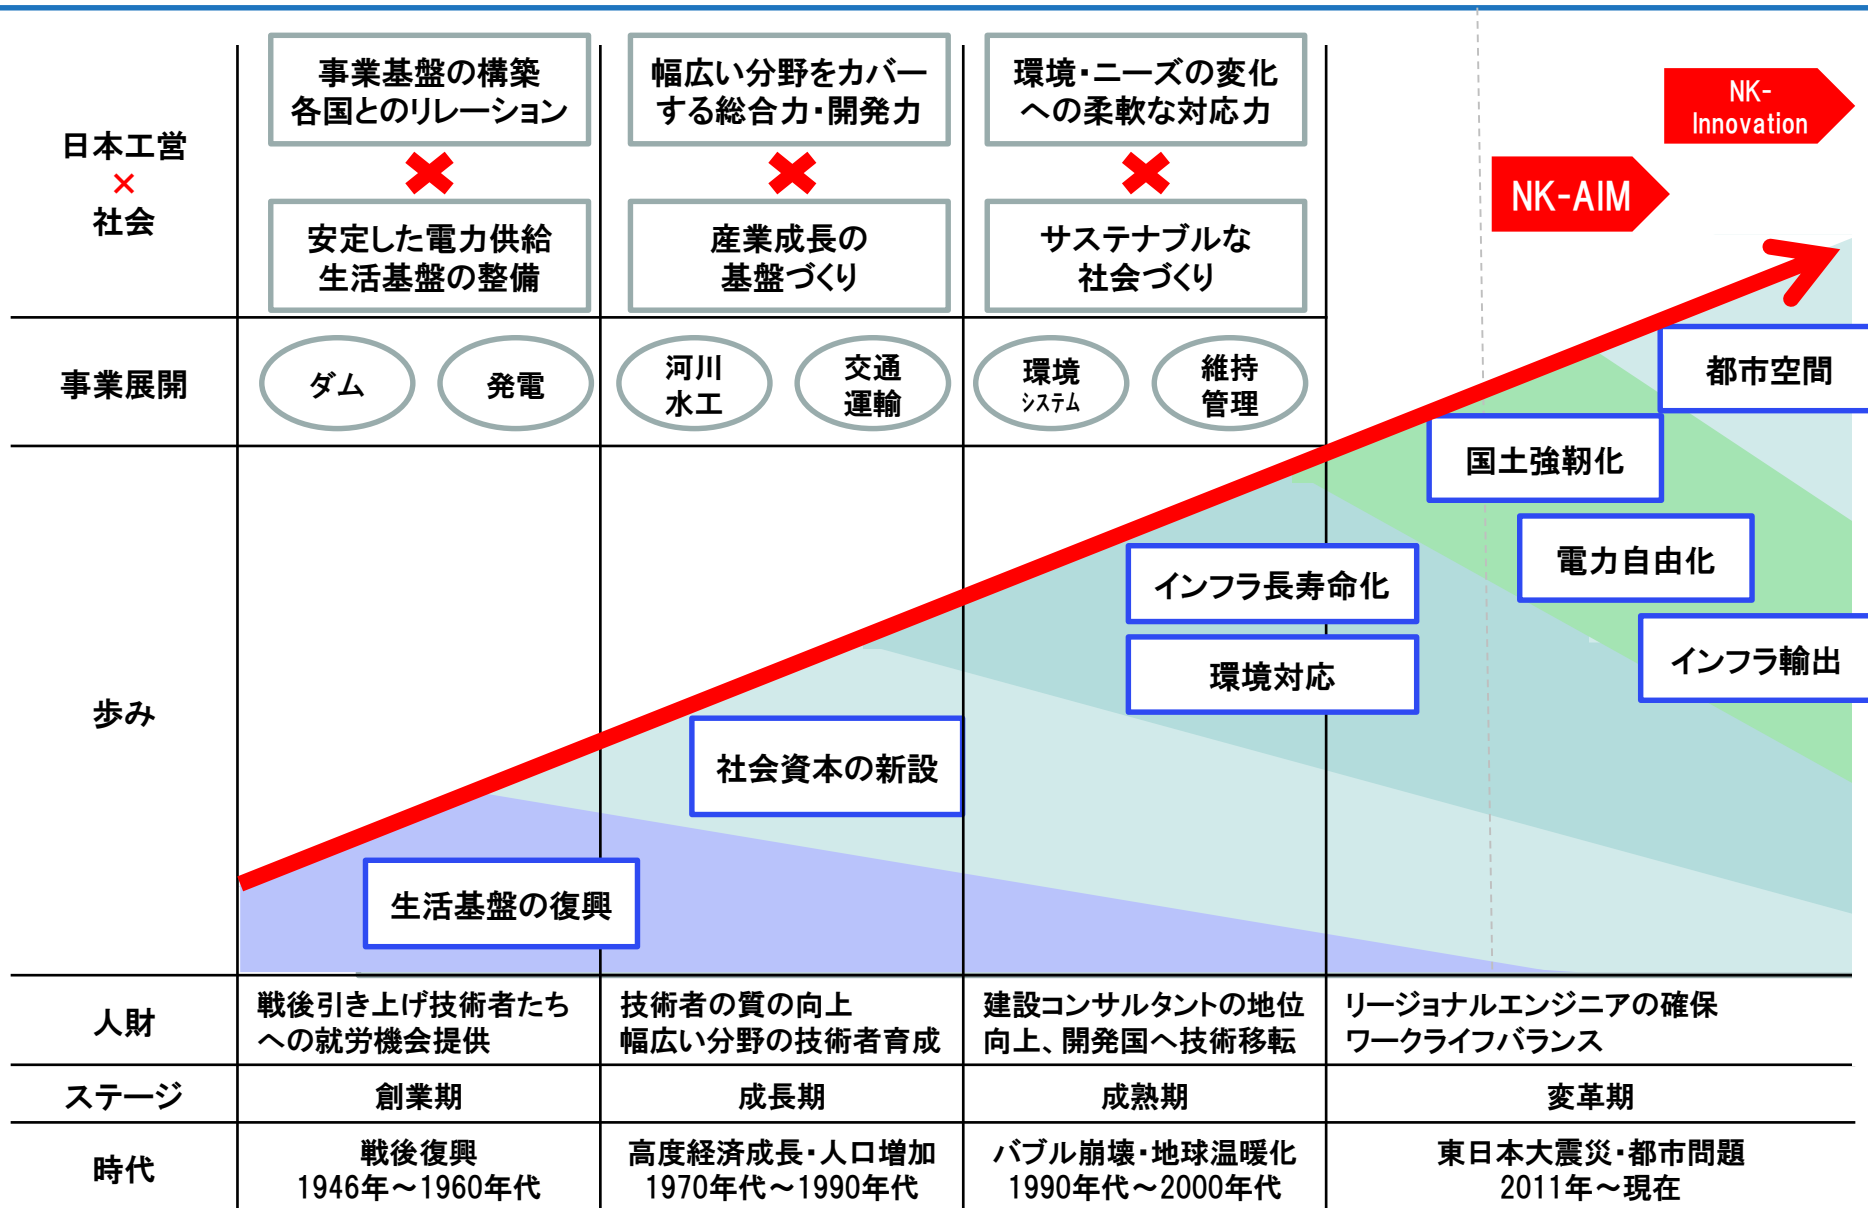 日本工営
×
社会
事業基盤の構築
各国とのリレーション
安定した電力供給
生活基盤の整備
幅広い分野をカバー
する総合力・開発力
産業成長の
基盤づくり
環境・ニーズの変化
への柔軟な対応力
サステナブルな
社会づくり
NK-
Innovation
NK-AIM
事業展開
ダム
発電
河川
水工
交通
運輸
環境
ｼｽﾃﾑ
維持
管理
都市空間
国土強靭化
電力自由化
インフラ輸出
インフラ長寿命化
環境対応
歩み
社会資本の新設
生活基盤の復興
人財
戦後引き上げ技術者たち
への就労機会提供
技術者の質の向上
幅広い分野の技術者育成
建設コンサルタントの地位
向上、開発国へ技術移転
リージョナルエンジニアの確保
ワークライフバランス
ステージ
創業期
成長期
成熟期
変革期
時代
戦後復興
1946年～1960年代
高度経済成長・人口増加
1970年代～1990年代
バブル崩壊・地球温暖化
1990年代～2000年代
東日本大震災・都市問題
2011年～現在